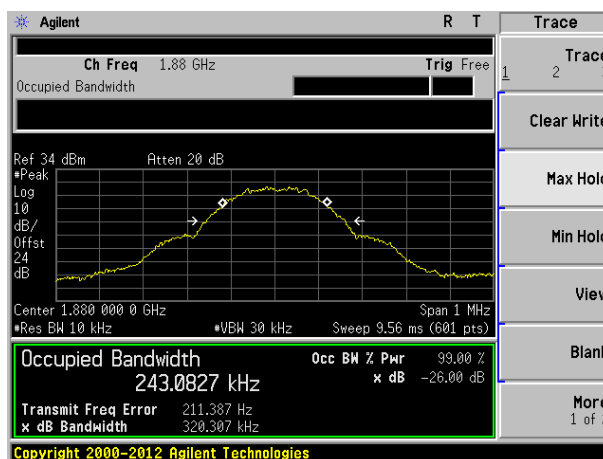 Agilent R T Trace
Ch Freq 1.88 GHz Trig Free
Occupied Bandwidth
Trace
1 2
Clear Write
Max Hold
Min Hold
View
Blank
More
1 of
Ref 34 dBm Atten 20 dB
#Peak
Log
10
dB/
Offst
24
dB
Center 1.880 000 0 GHz Span 1 MHz
#Res BW 10 kHz #VBW 30 kHz Sweep 9.56 ms (601 pts)
Occupied Bandwidth Occ BW % Pwr 99.00 %
243.0827 kHz x dB -26.00 dB
Transmit Freq Error 211.387 Hz
x dB Bandwidth 320.307 kHz
Copyright 2000-2012 Agilent Technologies